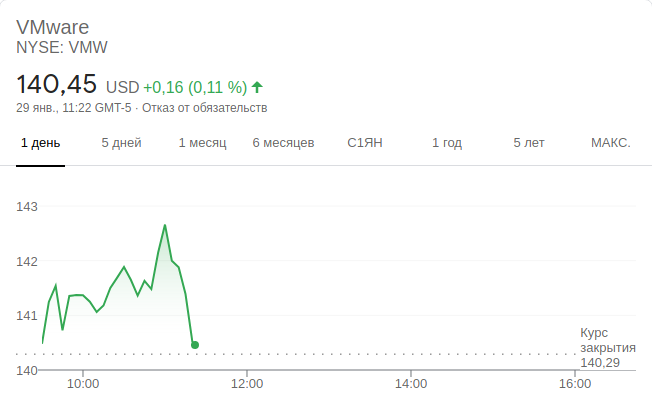 VMware
NYSE: VMW
140,45 USD +0,16 (0,11 %)
29 янв., 11:22 GMT-5 · Отказ от обязательств
1 день 5 дней 1 месяц 6 месяцев С1ЯН 1 год 5 лет МАКС.
143
142
141
140
Курс
закрытия
140,29
10:00 12:00 14:00 16:00